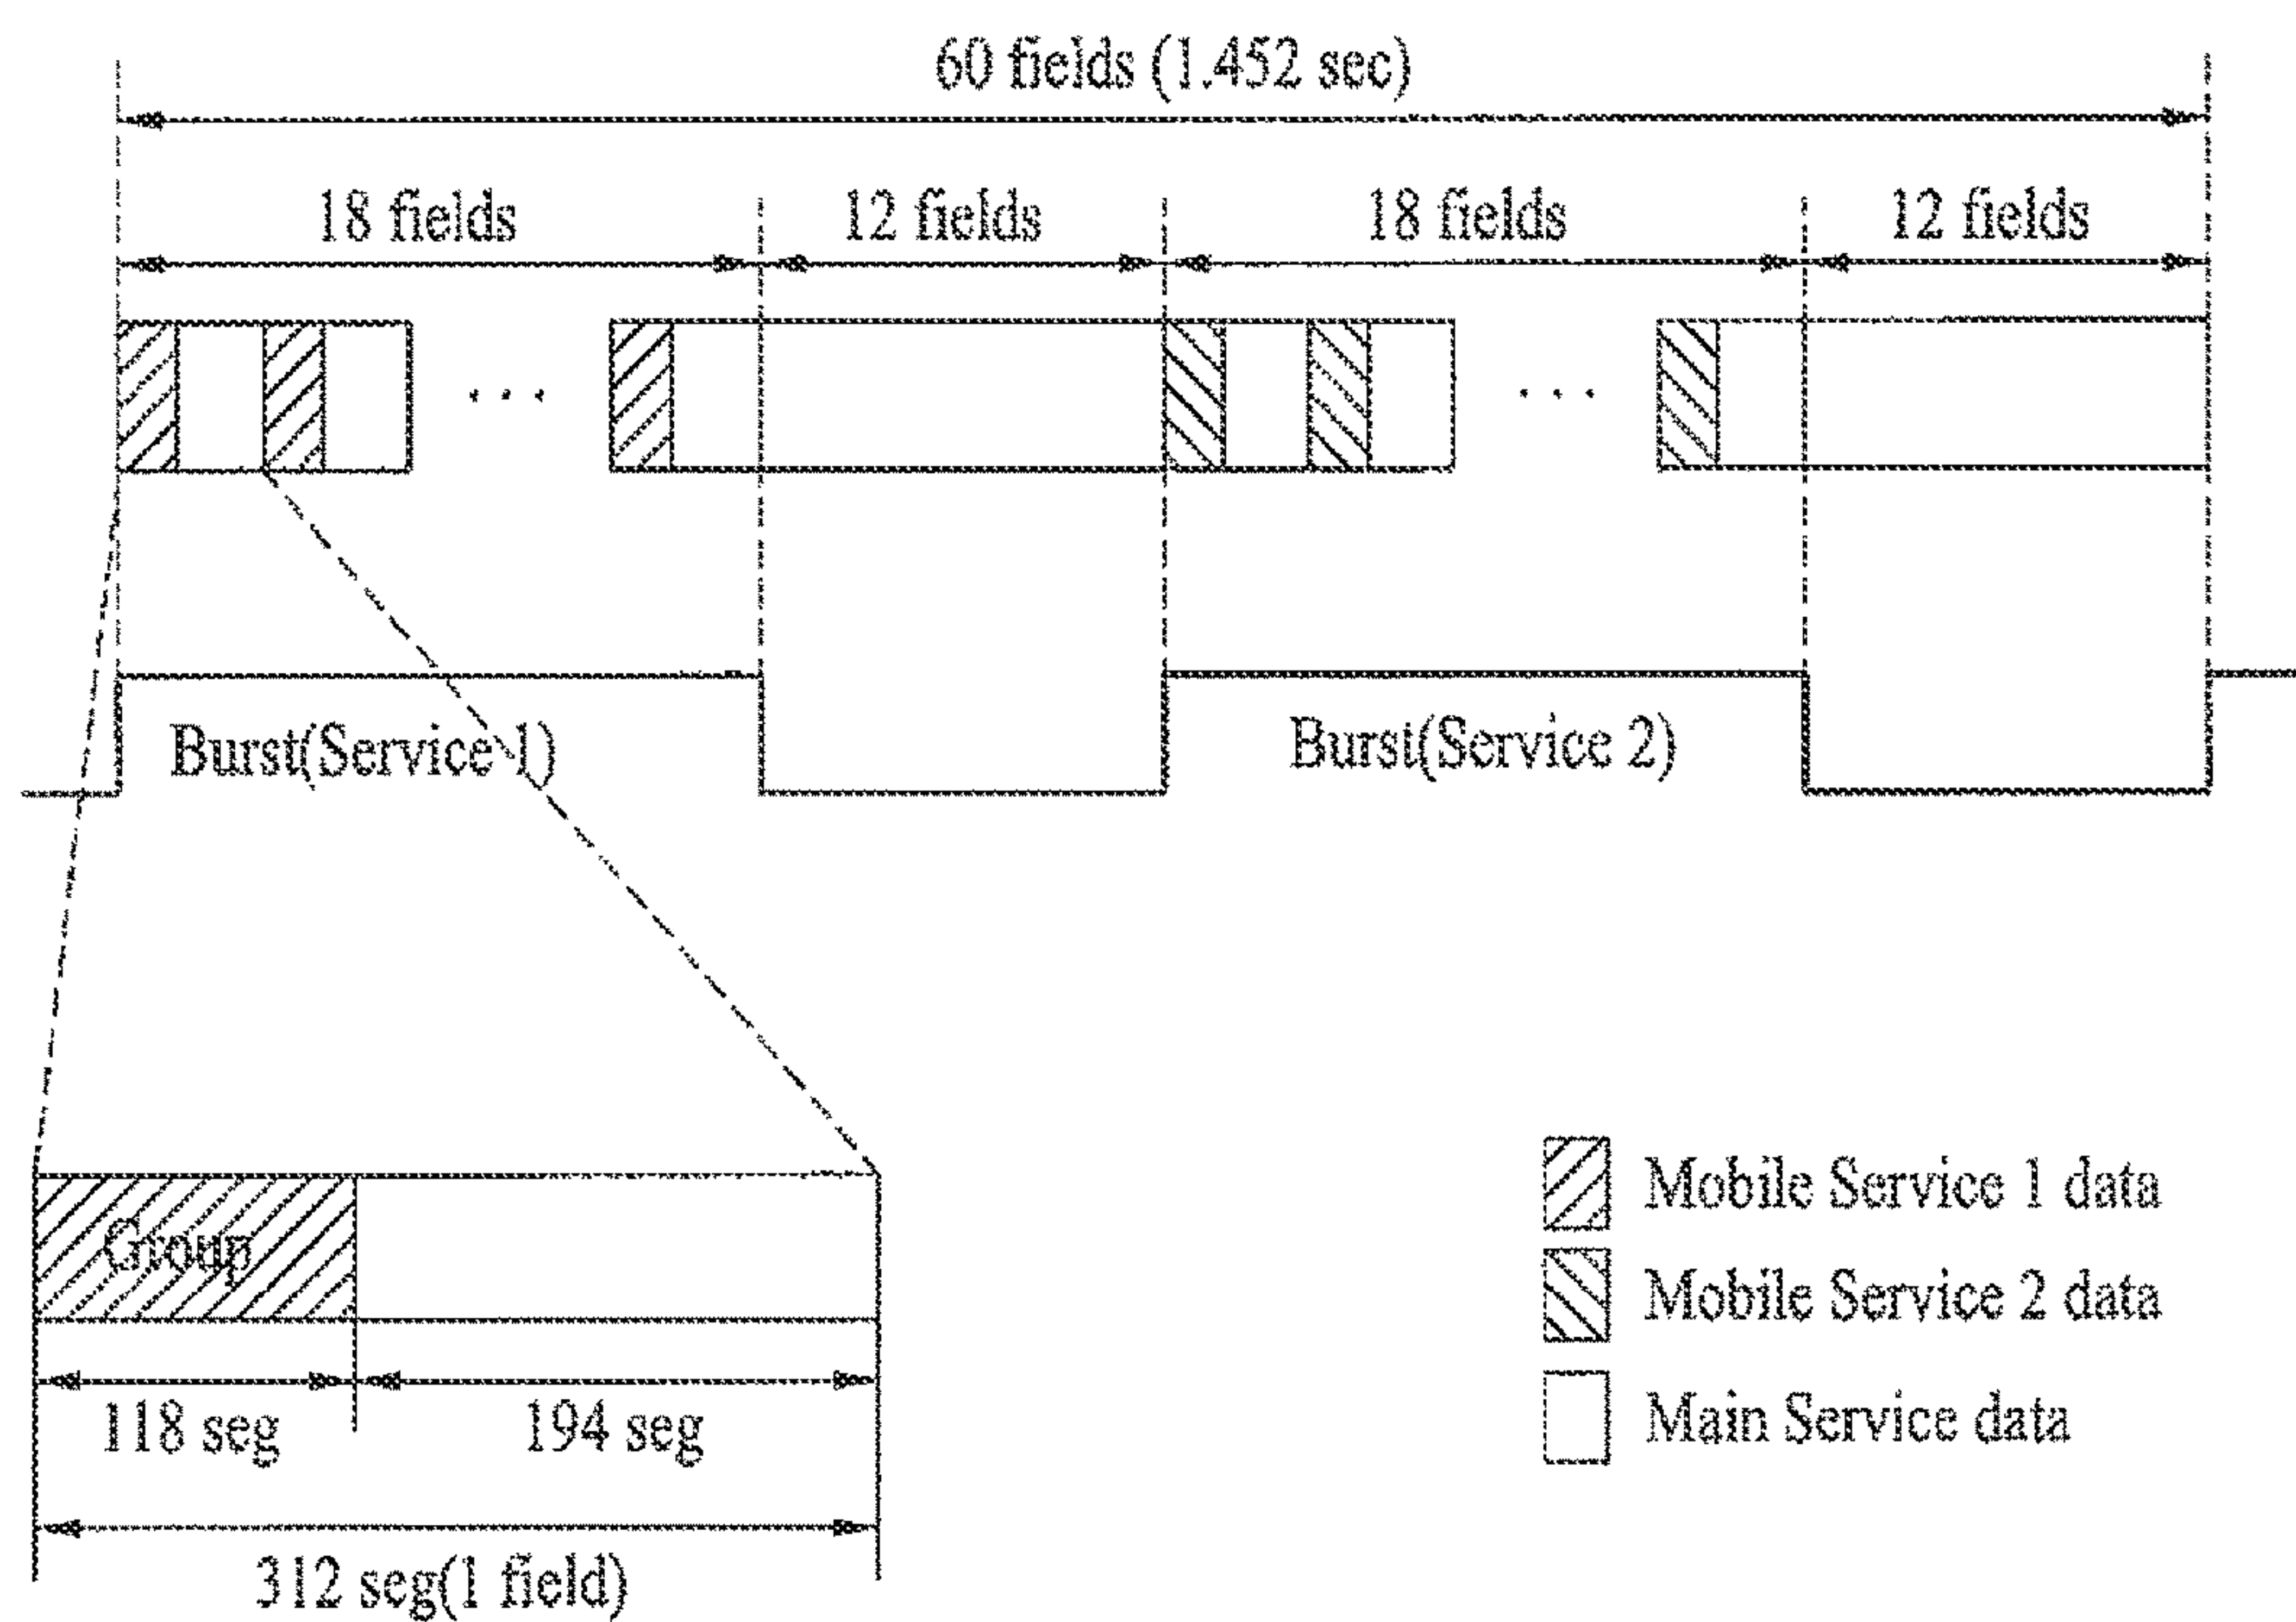 60 fields (1.452 sec)
18 fields
12 fields
18 fields
12 fields
. . .
. . .
Burst(Service 1)
Burst(Service 2)
Group
118 seg
194 seg
312 seg(1 field)
Mobile Service 1 data
Mobile Service 2 data
Main Service data